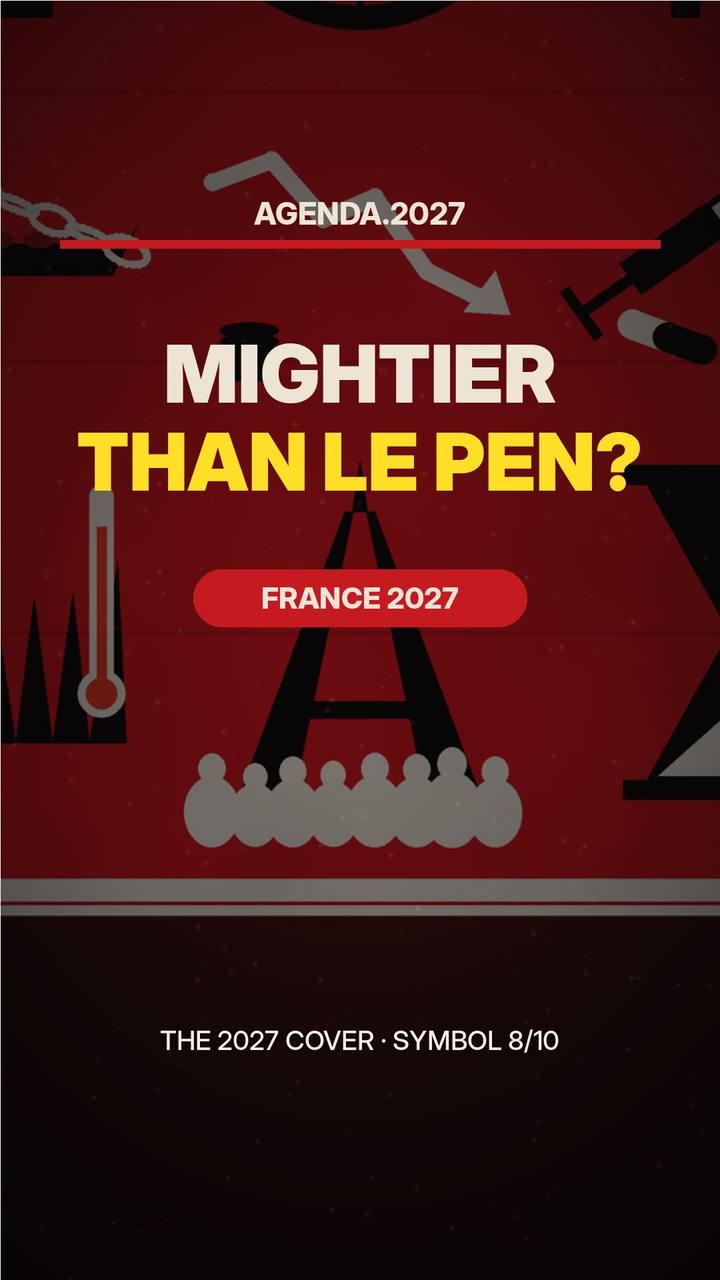 AGENDA.2027
MIGHTIER
THAN LE PEN?
FRANCE 2027
THE 2027 COVER · SYMBOL 8/10